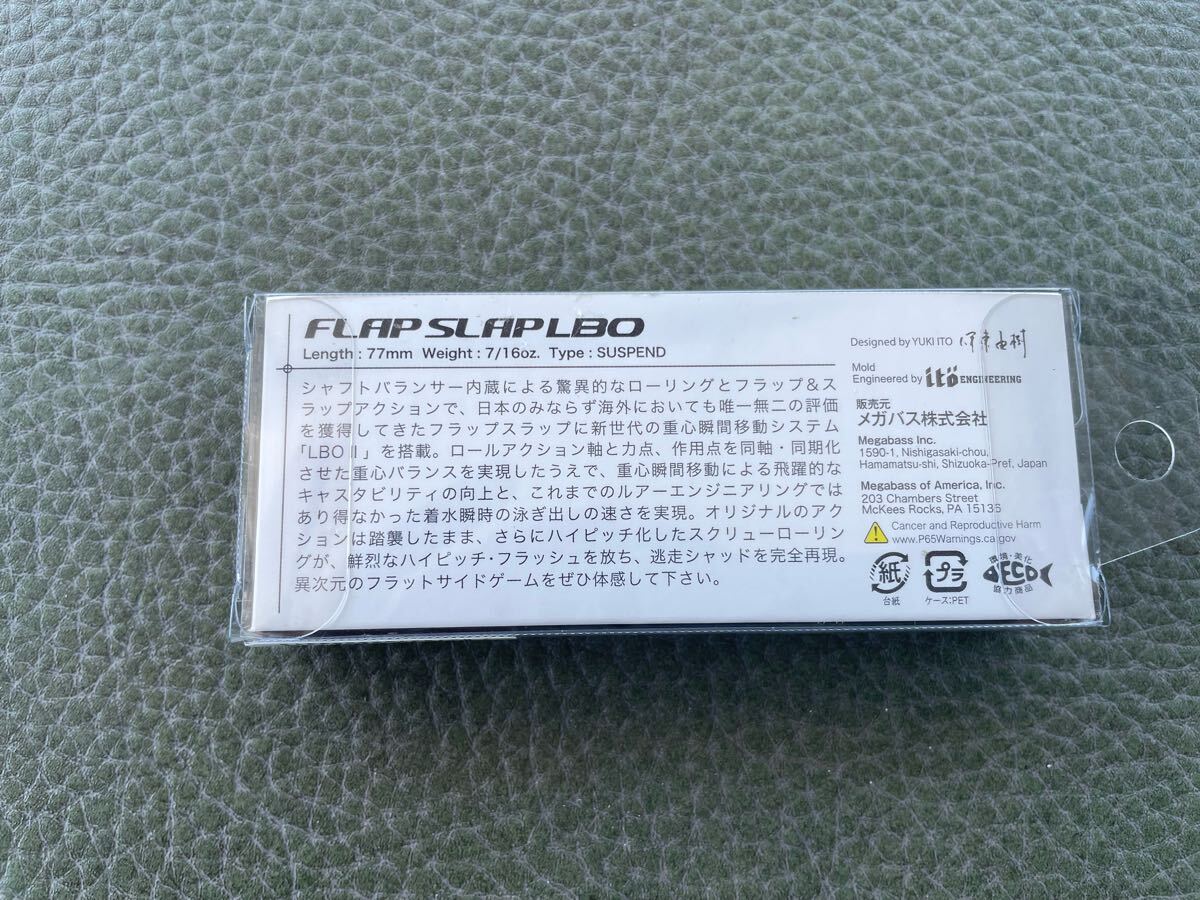 FLAP SLAP LBO
Length : 77mm Weight : 7/16oz. Type : SUSPEND
シャフトバランサー内蔵による驚異的なローリングとフラップ&ス
ラップアクションで、日本のみならず海外においても唯一無二の評価
を獲得してきたフラップスラップに新世代の重心瞬間移動システム
「LBOⅡ」を搭載。ロールアクション軸と力点、作用点を同軸・同期化
させた重心バランスを実現したうえで、重心瞬間移動による飛躍的な
キャスタビリティの向上と、これまでのルアーエンジニアリングでは
あり得なかった着水瞬時の泳ぎ出しの速さを実現。オリジナルのアク
ションは踏襲したまま、さらにハイピッチ化したスクリューローリン
グが、鮮烈なハイピッチ・フラッシュを放ち、逃走シャッドを完全再現。
異次元のフラットサイドゲームをぜひ体感して下さい。
Designed by YUKI ITO 伊東由樹
Mold
Engineered by itö ENGINEERING
販売元
メガバス株式会社
Megabass Inc.
1590-1, Nishigasaki-chou,
Hamamatsu-shi, Shizuoka-Pref, Japan
Megabass of America, Inc.
203 Chambers Street
McKees Rocks, PA 15136
Cancer and Reproductive Harm
www.P65Warnings.ca.gov
紙
台紙
プラ
ケース:PET
環境・美化
ECO
協力商品